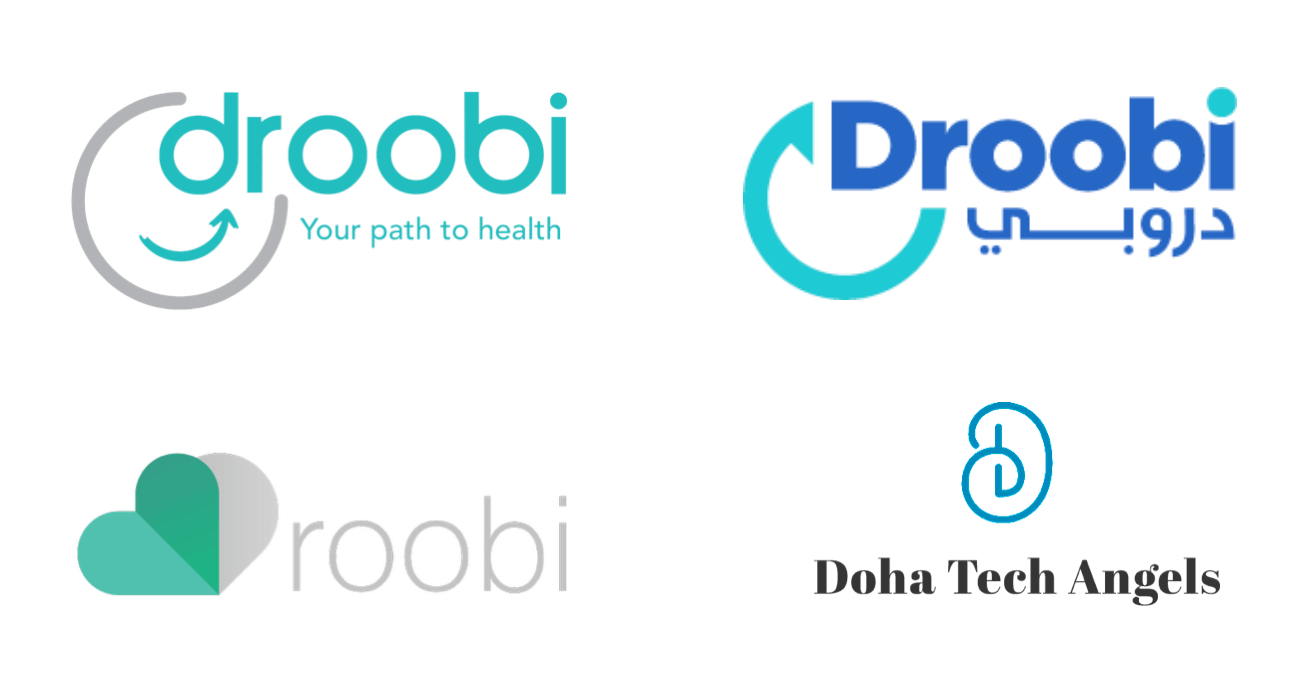 droobi
Your path to health
Droobi
دروبي
roobi
Doha Tech Angels